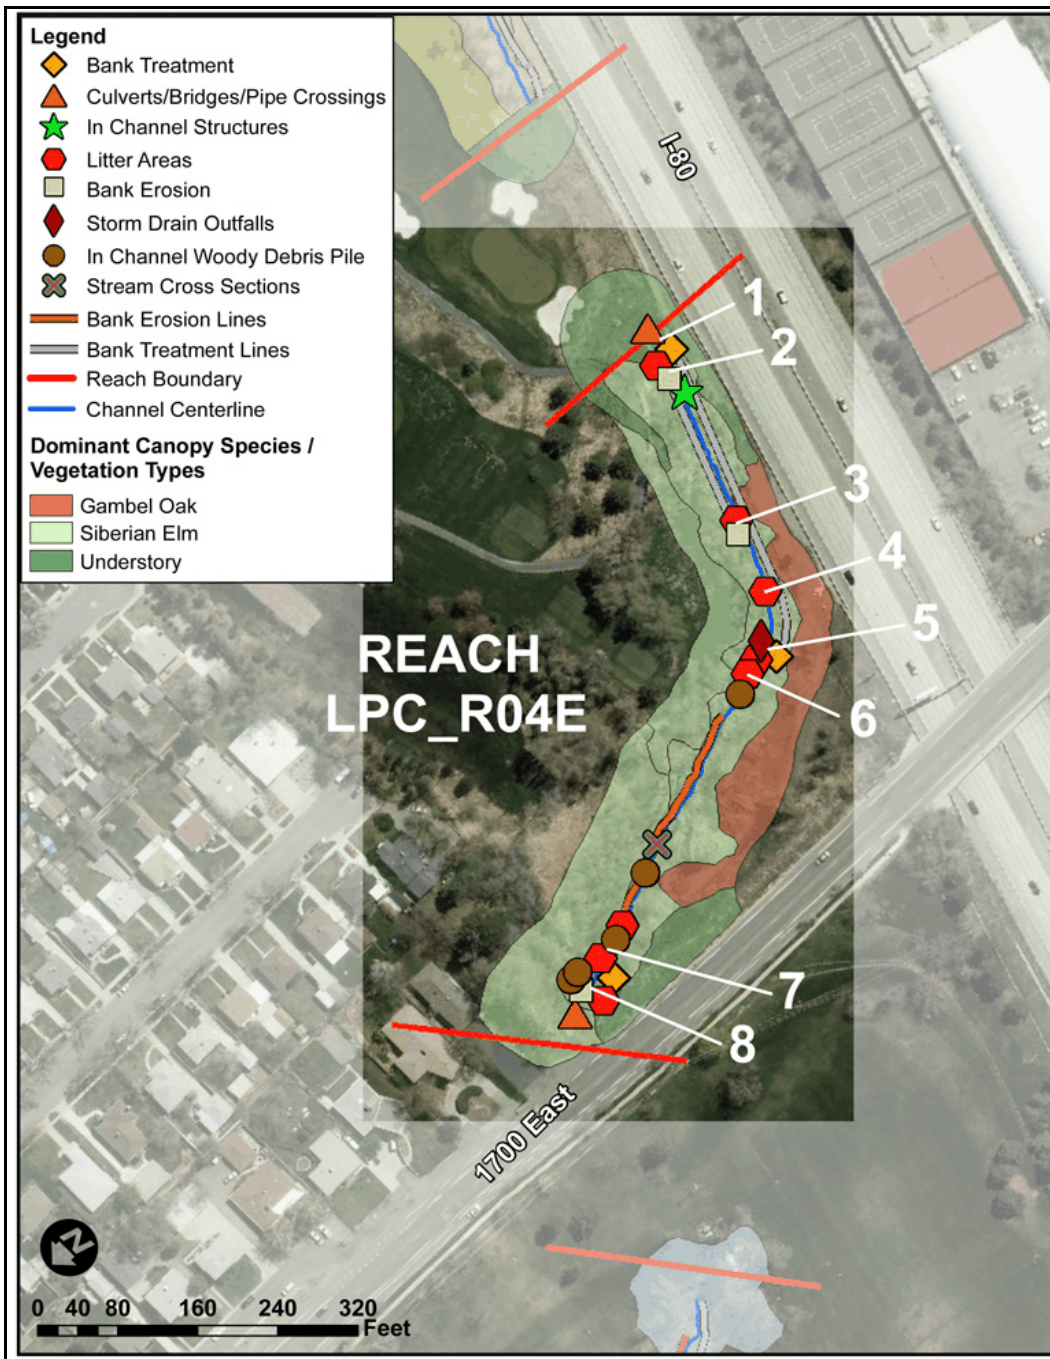 Legend
Bank Treatment
Culverts/Bridges/Pipe Crossings
In Channel Structures
Litter Areas
Bank Erosion
Storm Drain Outfalls
In Channel Woody Debris Pile
Stream Cross Sections
Bank Erosion Lines
Bank Treatment Lines
Reach Boundary
Channel Centerline
Dominant Canopy Species /
Vegetation Types
Gambel Oak
Siberian Elm
Understory
I-80
1
2
3
4
5
6
REACH
LPC_R04E
7
8
1700 East
N
0 40 80 160 240 320
Feet